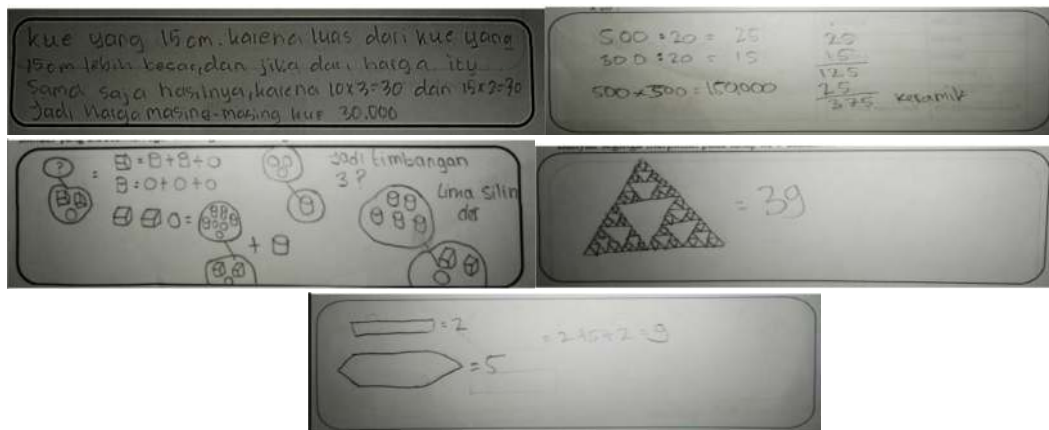 kue yang 15 cm. karena luas dari kue yang
15 cm lebih besar, dan jika dari harga itu
sama saja hasilnya, karena 10x3=30 dan 15x2=30
Jadi harga masing-masing kue 30.000
500 : 20 = 25
300 : 20 = 15
500 x 300 = 150.000
25
15
125
25
375 keramik
?
=
= + +
= + +
=
+
Jadi timbangan
3 ?
Lima silin
der
= 39
= 2
= 5
= 2+5+2 = 9